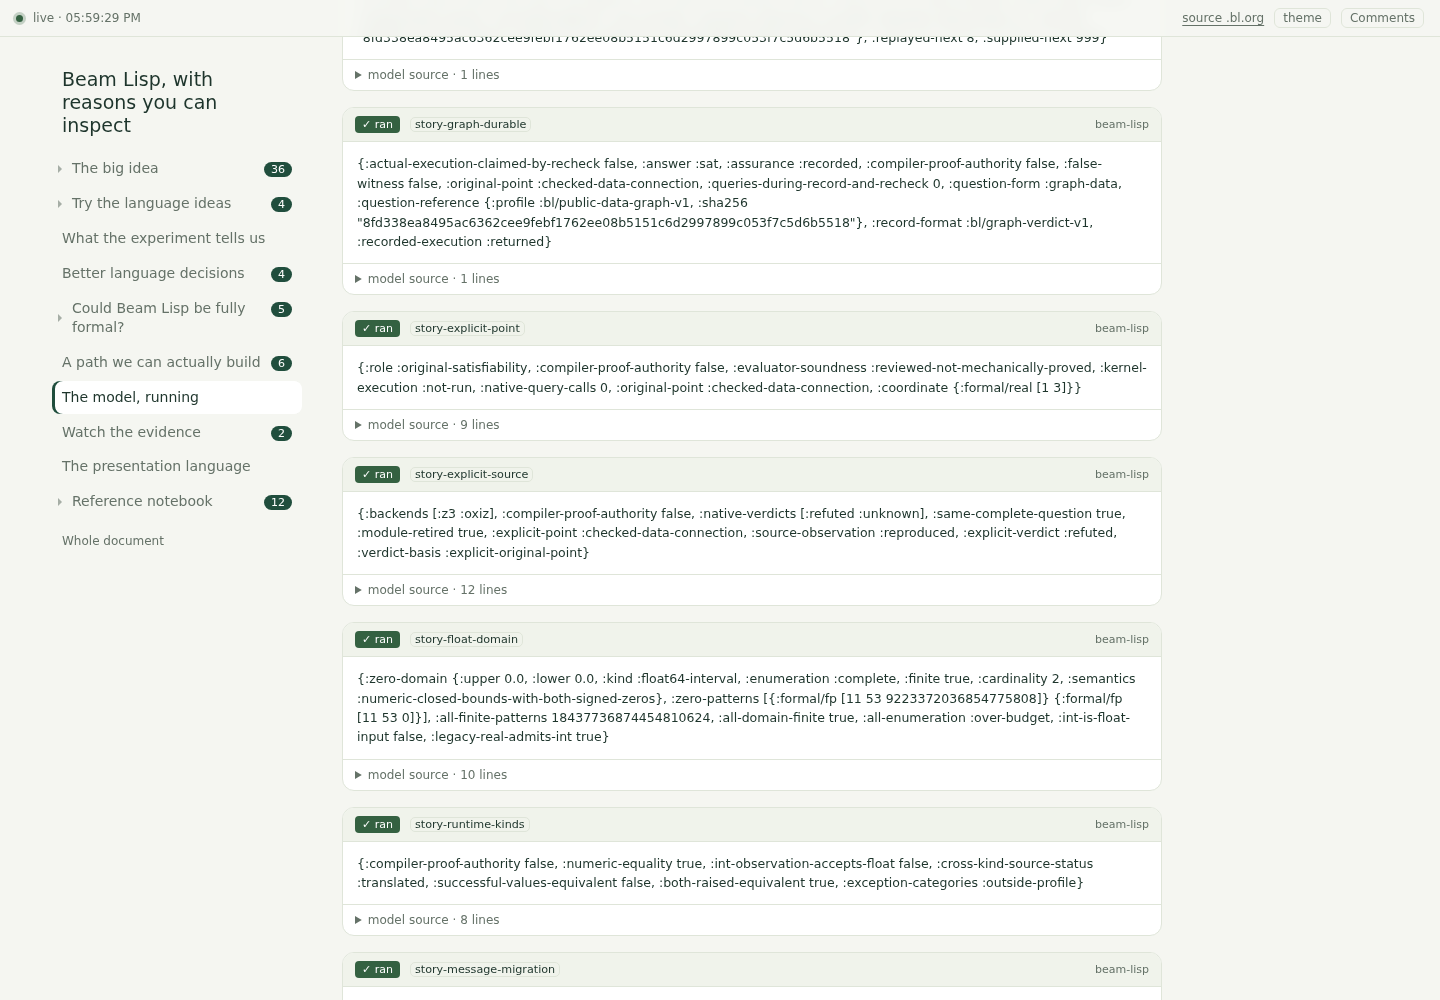 live · 05:59:29 PM
source .bl.org
theme
Comments
Beam Lisp, with
reasons you can
inspect
The big idea
36
Try the language ideas
4
What the experiment tells us
Better language decisions
4
Could Beam Lisp be fully
formal?
5
A path we can actually build
6
The model, running
Watch the evidence
2
The presentation language
Reference notebook
12
Whole document
"8fd338ea8495ac6362cee9febf1762ee08b5151c6d2997899c053f7c5d6b5518"}, :replayed-next 8, :supplied-next 999}
model source · 1 lines
✓ ran
story-graph-durable
beam-lisp
{:actual-execution-claimed-by-recheck false, :answer :sat, :assurance :recorded, :compiler-proof-authority false, :false-
witness false, :original-point :checked-data-connection, :queries-during-record-and-recheck 0, :question-form :graph-data,
:question-reference {:profile :bl/public-data-graph-v1, :sha256
"8fd338ea8495ac6362cee9febf1762ee08b5151c6d2997899c053f7c5d6b5518"}, :record-format :bl/graph-verdict-v1,
:recorded-execution :returned}
model source · 1 lines
✓ ran
story-explicit-point
beam-lisp
{:role :original-satisfiability, :compiler-proof-authority false, :evaluator-soundness :reviewed-not-mechanically-proved, :kernel-
execution :not-run, :native-query-calls 0, :original-point :checked-data-connection, :coordinate {:formal/real [1 3]}}
model source · 9 lines
✓ ran
story-explicit-source
beam-lisp
{:backends [:z3 :oxiz], :compiler-proof-authority false, :native-verdicts [:refuted :unknown], :same-complete-question true,
:module-retired true, :explicit-point :checked-data-connection, :source-observation :reproduced, :explicit-verdict :refuted,
:verdict-basis :explicit-original-point}
model source · 12 lines
✓ ran
story-float-domain
beam-lisp
{:zero-domain {:upper 0.0, :lower 0.0, :kind :float64-interval, :enumeration :complete, :finite true, :cardinality 2, :semantics
:numeric-closed-bounds-with-both-signed-zeros}, :zero-patterns [{:formal/fp [11 53 9223372036854775808]} {:formal/fp
[11 53 0]}], :all-finite-patterns 18437736874454810624, :all-domain-finite true, :all-enumeration :over-budget, :int-is-float-
input false, :legacy-real-admits-int true}
model source · 10 lines
✓ ran
story-runtime-kinds
beam-lisp
{:compiler-proof-authority false, :numeric-equality true, :int-observation-accepts-float false, :cross-kind-source-status
:translated, :successful-values-equivalent false, :both-raised-equivalent true, :exception-categories :outside-profile}
model source · 8 lines
✓ ran
story-message-migration
beam-lisp